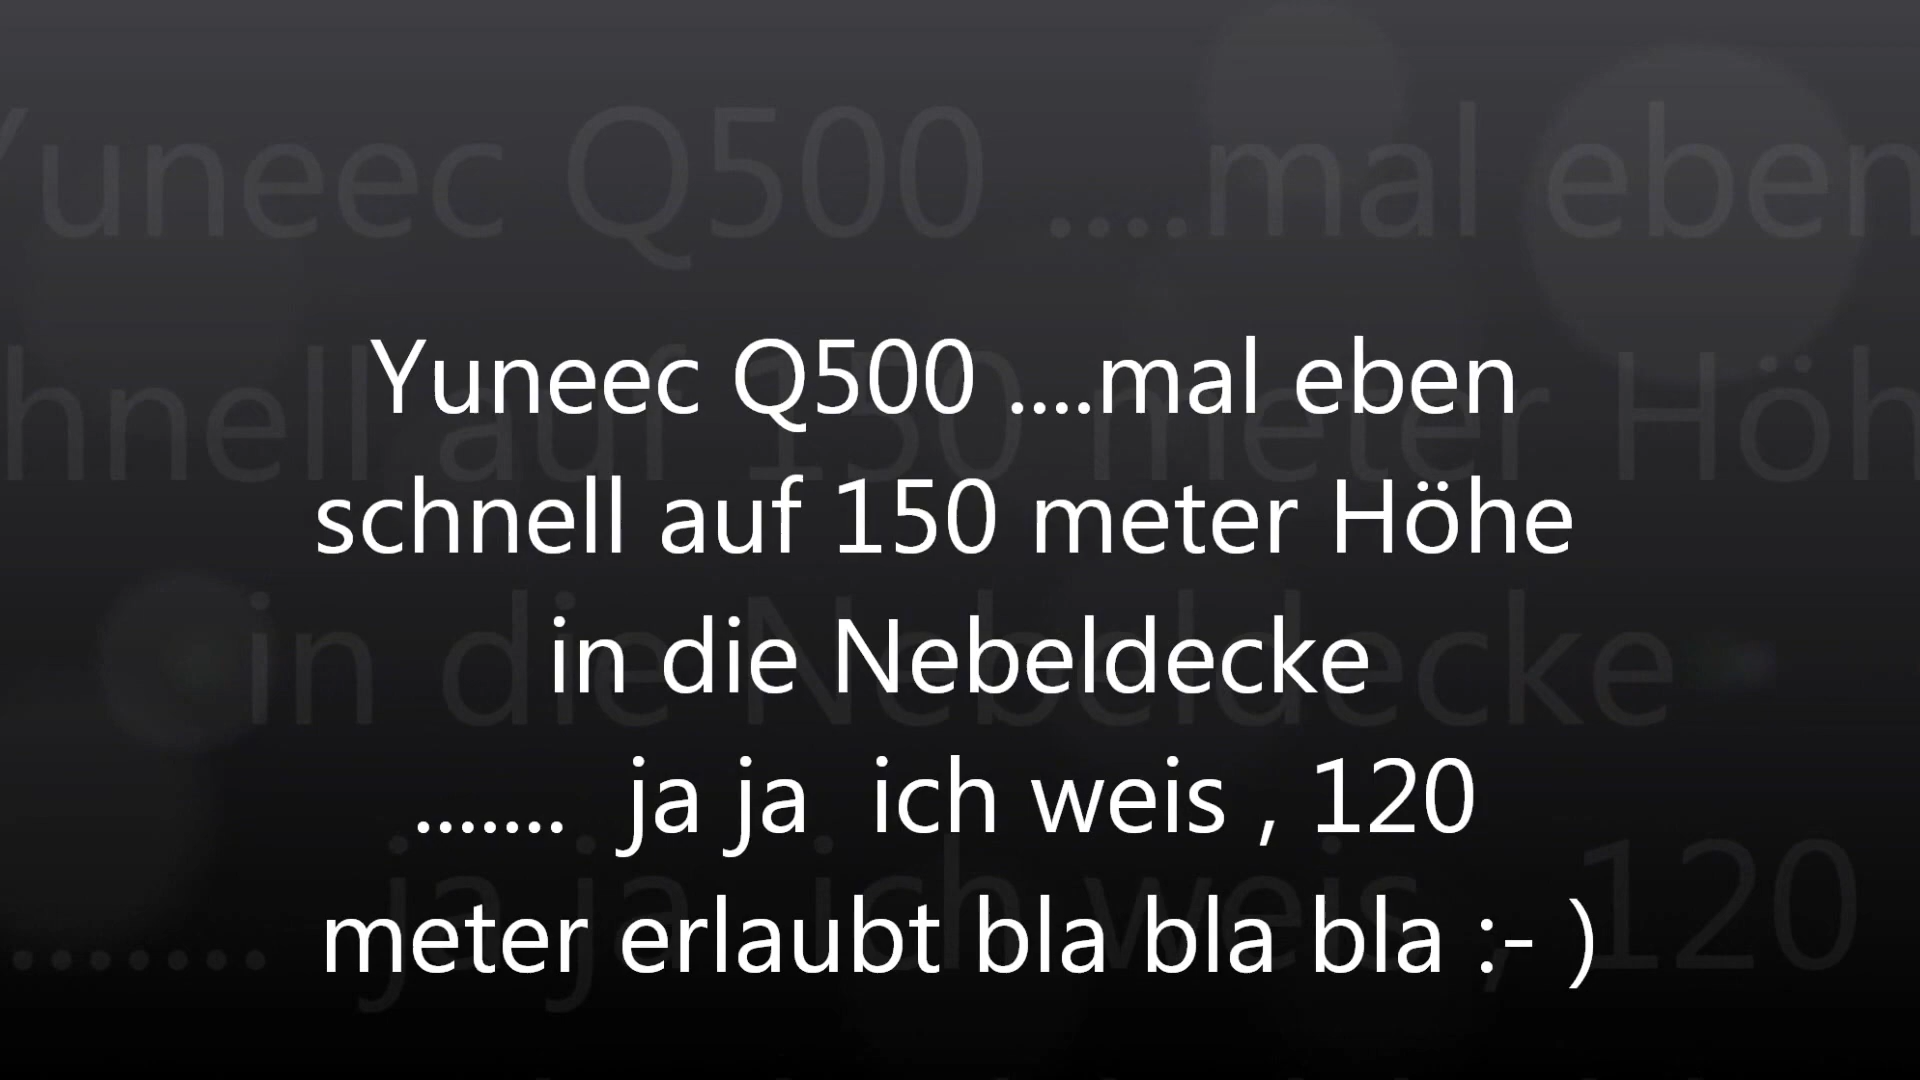 Yuneec Q500 ....mal eben
schnell auf 150 meter Höhe
in die Nebeldecke
.......  ja ja  ich weis , 120
meter erlaubt bla bla bla :- )